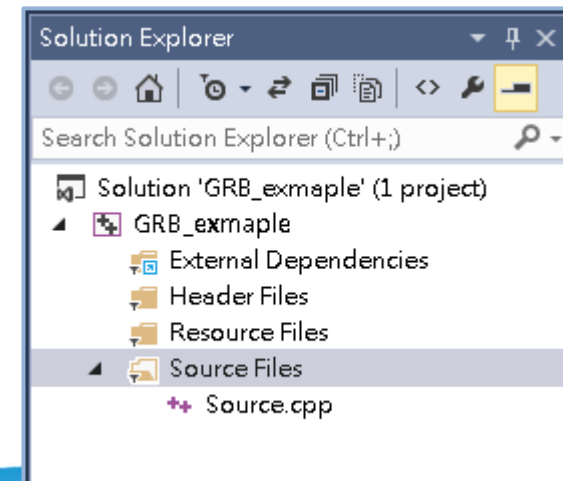 Solution Explorer
Search Solution Explorer (Ctrl+;)
Solution 'GRB_exmaple' (1 project)
GRB_exmaple
External Dependencies
Header Files
Resource Files
Source Files
Source.cpp